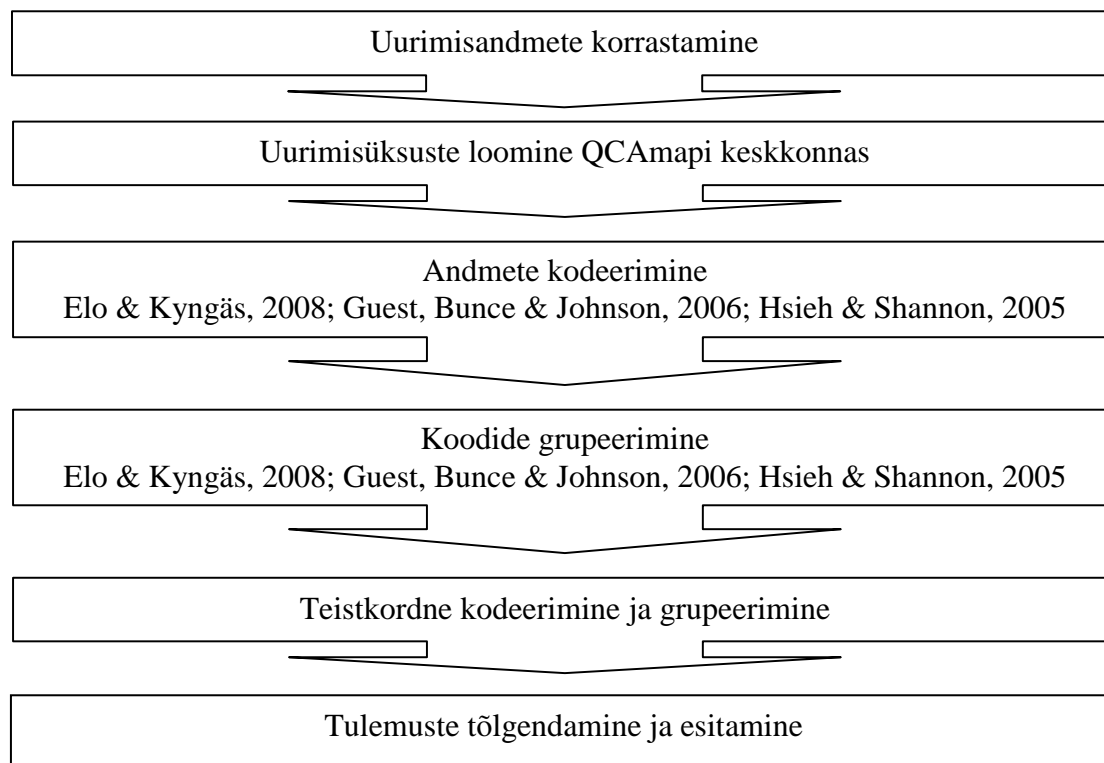 Uurimisandmete korrastamine
Uurimisüksuste loomine QCAmapi keskkonnas
Andmete kodeerimine
Elo & Kyngäs, 2008; Guest, Bunce & Johnson, 2006; Hsieh & Shannon, 2005
Koodide grupeerimine
Elo & Kyngäs, 2008; Guest, Bunce & Johnson, 2006; Hsieh & Shannon, 2005
Teistkordne kodeerimine ja grupeerimine
Tulemuste tõlgendamine ja esitamine